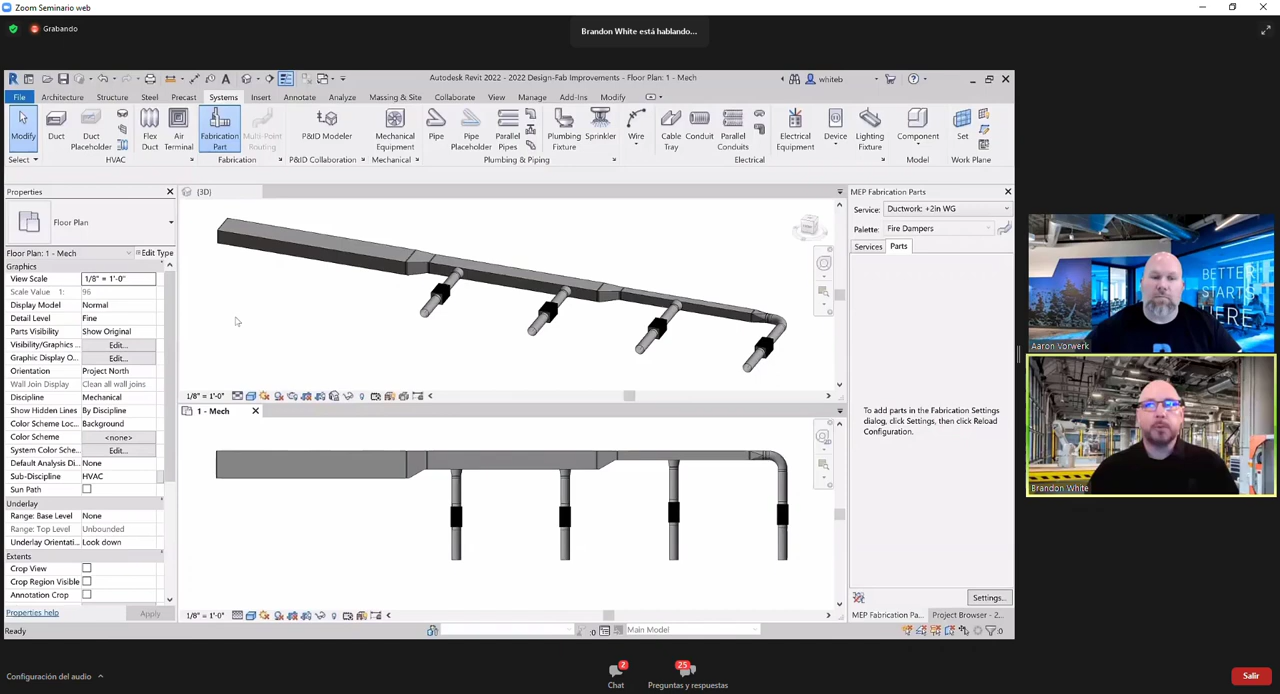 Zoom Seminario web
Grabando
Brandon White está hablando...
Autodesk Revit 2022 - 2022 Design-Fab Improvements - Floor Plan: 1 - Mech
whiteb
File Architecture Structure Steel Precast Systems Insert Annotate Analyze Massing & Site Collaborate View Manage Add-Ins Modify
Modify
Duct
Duct Placeholder
Flex Duct
Air Terminal
Fabrication Part
Multi-Point Routing
P&ID Modeler
Mechanical Equipment
Pipe
Pipe Placeholder
Parallel Pipes
Plumbing Fixture
Sprinkler
Wire
Cable Tray
Conduit
Parallel Conduits
Electrical Equipment
Device
Lighting Fixture
Component
Set
Select HVAC Fabrication P&ID Collaboration Mechanical Plumbing & Piping Electrical Model Work Plane
Properties
Floor Plan
Floor Plan: 1 - Mech Edit Type
Graphics
View Scale 1/8" = 1'-0"
Scale Value 1: 96
Display Model Normal
Detail Level Fine
Parts Visibility Show Original
Visibility/Graphics ... Edit...
Graphic Display O... Edit...
Orientation Project North
Wall Join Display Clean all wall joins
Discipline Mechanical
Show Hidden Lines By Discipline
Color Scheme Loc... Background
Color Scheme <none>
System Color Sche... Edit...
Default Analysis Di... None
Sub-Discipline HVAC
Sun Path
Underlay
Range: Base Level None
Range: Top Level Unbounded
Underlay Orientati... Look down
Extents
Crop View
Crop Region Visible
Annotation Crop
Properties help Apply
Ready
{3D}
1/8" = 1'-0"
1 - Mech
1/8" = 1'-0"
:0
Main Model
MEP Fabrication Parts
Service: Ductwork: +2in WG
Palette: Fire Dampers
Services Parts
To add parts in the Fabrication Settings
dialog, click Settings, then click Reload
Configuration.
Settings...
MEP Fabrication Pa... Project Browser - 2...
:0
BETTER
STARTS
HERE
Aaron Vorwerk
Brandon White
Configuración del audio
2
Chat
25
Preguntas y respuestas
Salir